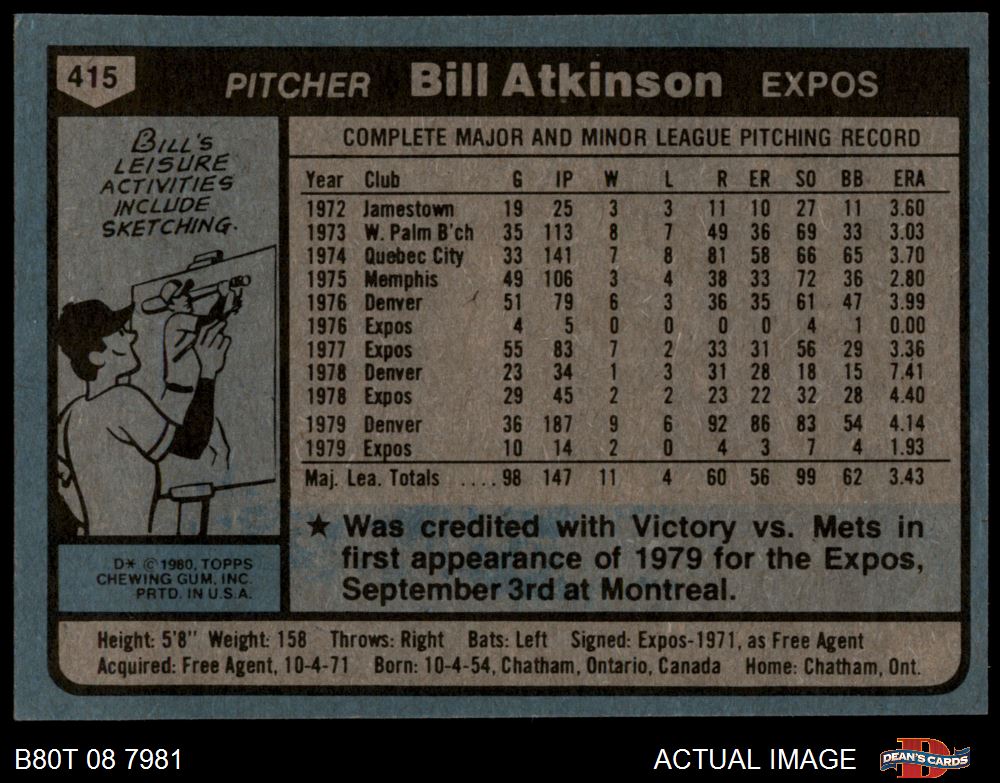 415
PITCHER Bill Atkinson EXPOS
BILL'S
LEISURE
ACTIVITIES
INCLUDE
SKETCHING.
D* © 1980, TOPPS
CHEWING GUM, INC.
PRTD. IN U.S.A.
COMPLETE MAJOR AND MINOR LEAGUE PITCHING RECORD
Year Club G IP W L R ER SO BB ERA
1972 Jamestown 19 25 3 3 11 10 27 11 3.60
1973 W. Palm B'ch 35 113 8 7 49 36 69 33 3.03
1974 Quebec City 33 141 7 8 81 58 66 65 3.70
1975 Memphis 49 106 3 4 38 33 72 36 2.80
1976 Denver 51 79 6 3 36 35 61 47 3.99
1976 Expos 4 5 0 0 0 0 4 1 0.00
1977 Expos 55 83 7 2 33 31 56 29 3.36
1978 Denver 23 34 1 3 31 28 18 15 7.41
1978 Expos 29 45 2 2 23 22 32 28 4.40
1979 Denver 36 187 9 6 92 86 83 54 4.14
1979 Expos 10 14 2 0 4 3 7 4 1.93
Maj. Lea. Totals ....98 147 11 4 60 56 99 62 3.43
★ Was credited with Victory vs. Mets in
first appearance of 1979 for the Expos,
September 3rd at Montreal.
Height: 5'8" Weight: 158 Throws: Right Bats: Left Signed: Expos-1971, as Free Agent
Acquired: Free Agent, 10-4-71 Born: 10-4-54, Chatham, Ontario, Canada Home: Chatham, Ont.
B80T 08 7981 ACTUAL IMAGE DEAN'S CARDS